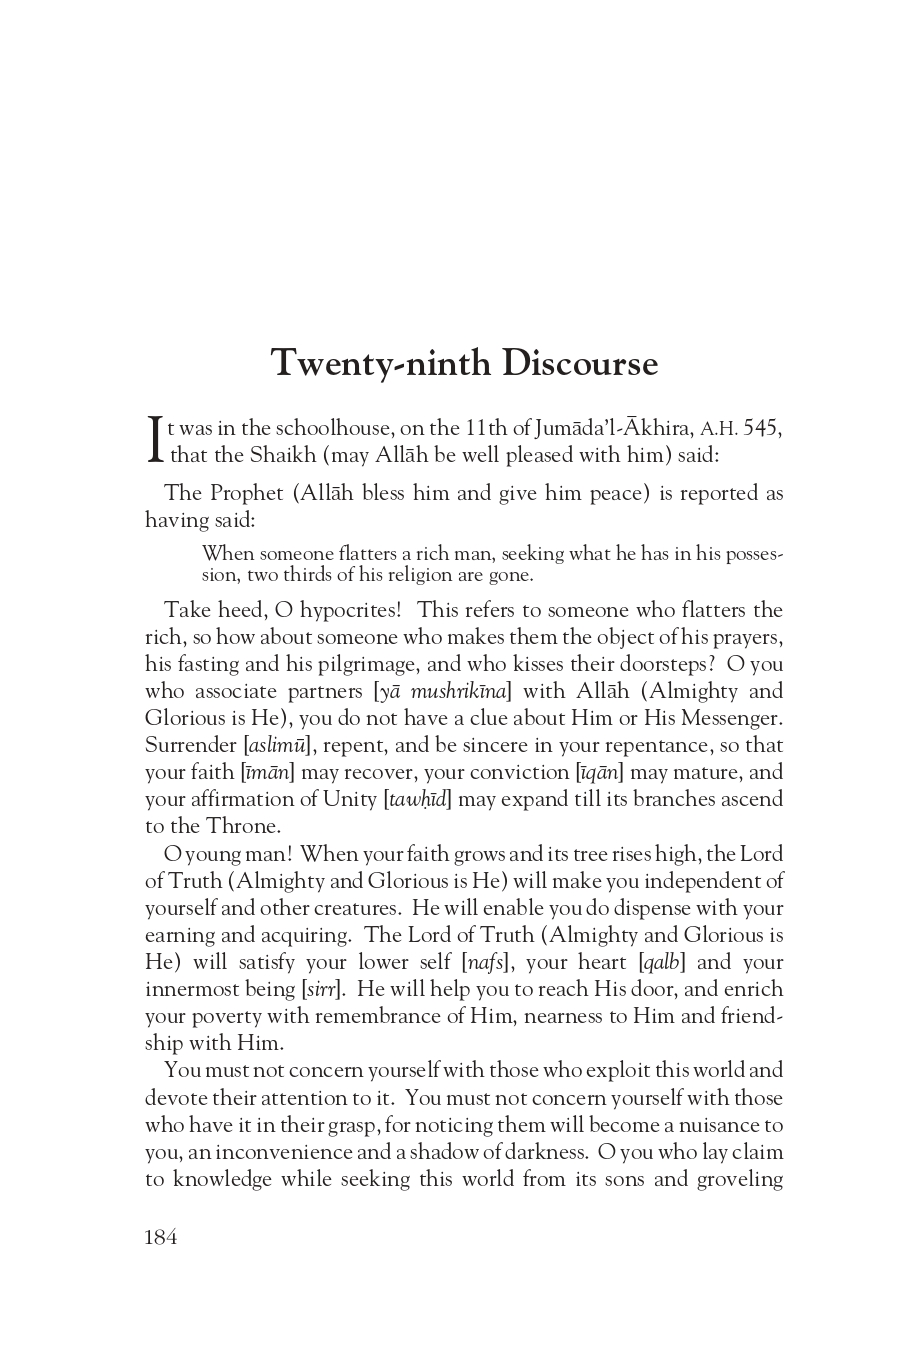 Twenty-ninth Discourse
It was in the schoolhouse, on the 11th of Jumāda’l-Ākhira, A.H. 545,
that the Shaikh (may Allāh be well pleased with him) said:
The Prophet (Allāh bless him and give him peace) is reported as
having said:
When someone flatters a rich man, seeking what he has in his posses-
sion, two thirds of his religion are gone.
Take heed, O hypocrites! This refers to someone who flatters the
rich, so how about someone who makes them the object of his prayers,
his fasting and his pilgrimage, and who kisses their doorsteps? O you
who associate partners [yā mushrikīna] with Allāh (Almighty and
Glorious is He), you do not have a clue about Him or His Messenger.
Surrender [aslimū], repent, and be sincere in your repentance, so that
your faith [īmān] may recover, your conviction [īqān] may mature, and
your affirmation of Unity [tawḥīd] may expand till its branches ascend
to the Throne.
O young man! When your faith grows and its tree rises high, the Lord
of Truth (Almighty and Glorious is He) will make you independent of
yourself and other creatures. He will enable you do dispense with your
earning and acquiring. The Lord of Truth (Almighty and Glorious is
He) will satisfy your lower self [nafs], your heart [qalb] and your
innermost being [sirr]. He will help you to reach His door, and enrich
your poverty with remembrance of Him, nearness to Him and friend-
ship with Him.
You must not concern yourself with those who exploit this world and
devote their attention to it. You must not concern yourself with those
who have it in their grasp, for noticing them will become a nuisance to
you, an inconvenience and a shadow of darkness. O you who lay claim
to knowledge while seeking this world from its sons and groveling
184